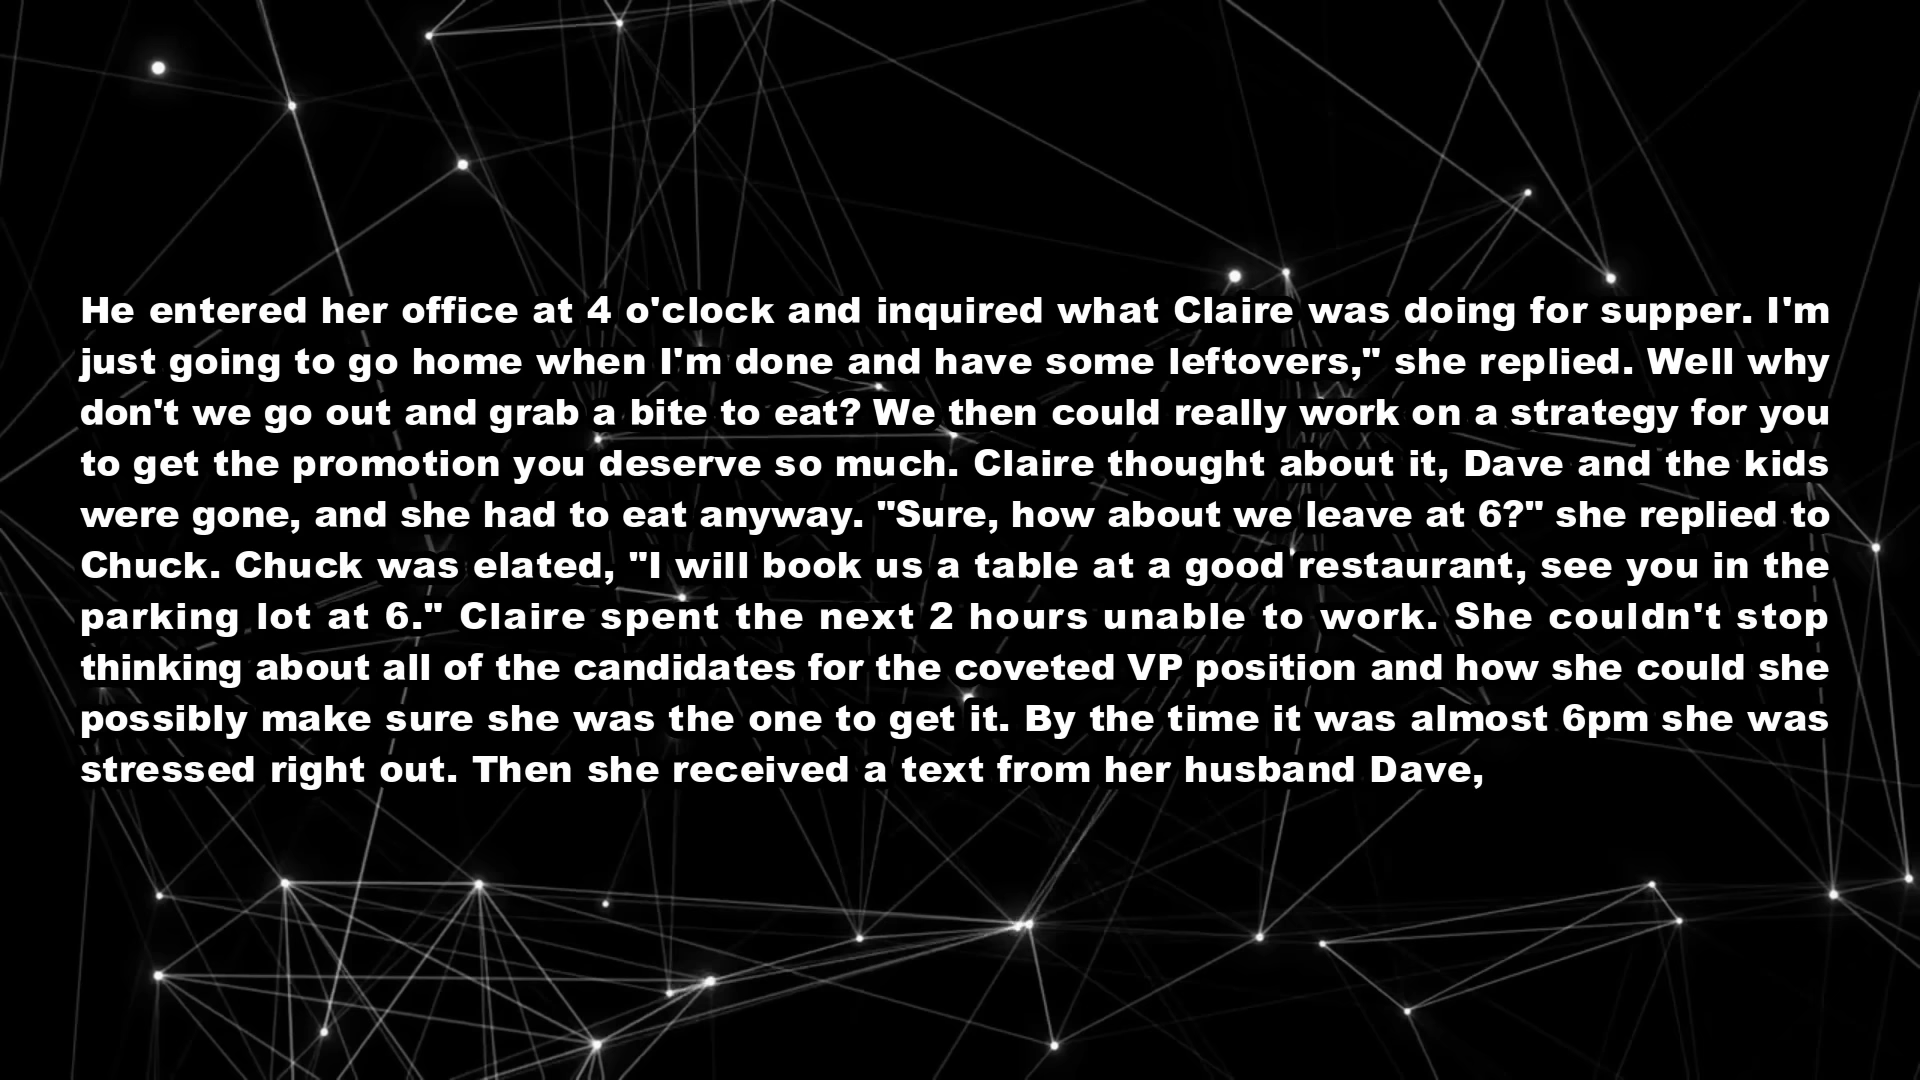 He entered her office at 4 o'clock and inquired what Claire was doing for supper. I'm
just going to go home when I'm done and have some leftovers," she replied. Well why
don't we go out and grab a bite to eat? We then could really work on a strategy for you
to get the promotion you deserve so much. Claire thought about it, Dave and the kids
were gone, and she had to eat anyway. "Sure, how about we leave at 6?" she replied to
Chuck. Chuck was elated, "I will book us a table at a good restaurant, see you in the
parking lot at 6." Claire spent the next 2 hours unable to work. She couldn't stop
thinking about all of the candidates for the coveted VP position and how she could she
possibly make sure she was the one to get it. By the time it was almost 6pm she was
stressed right out. Then she received a text from her husband Dave,